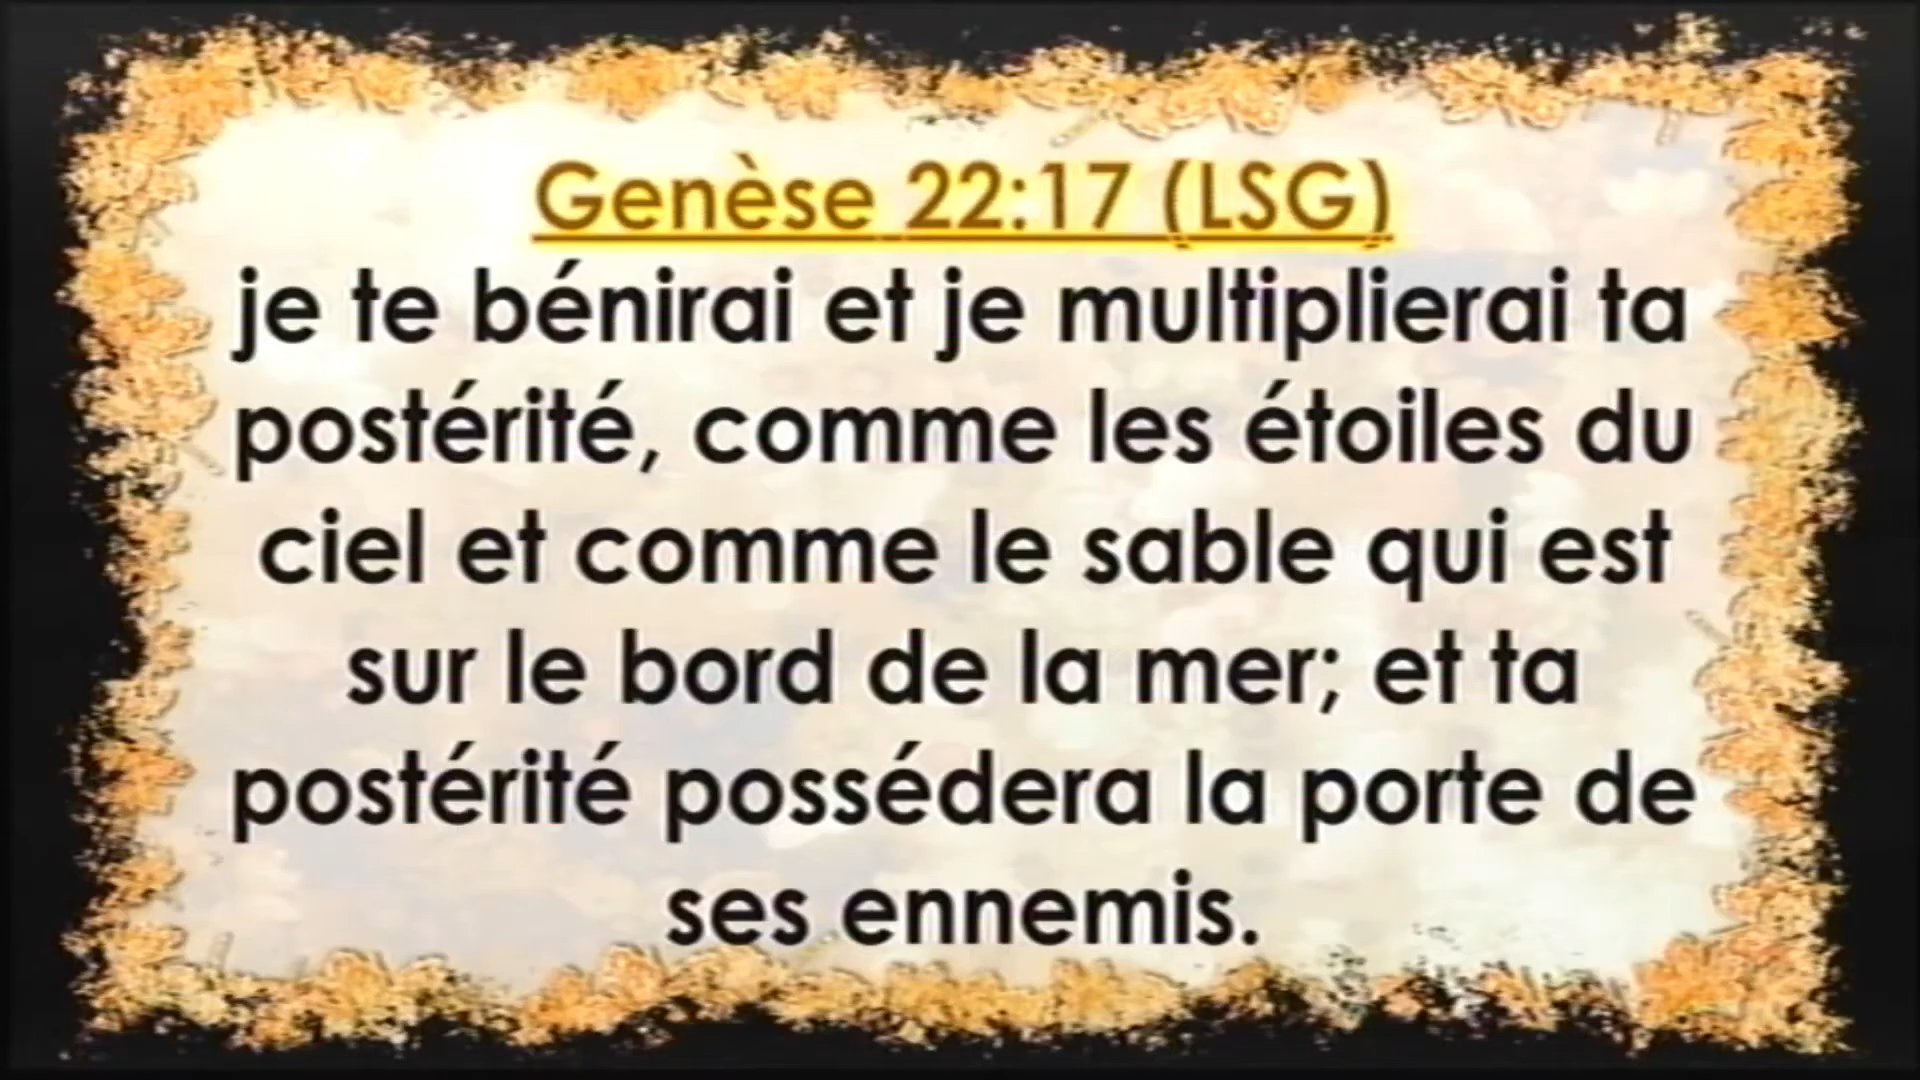 Genèse 22:17 (LSG)
je te bénirai et je multiplierai ta
postérité, comme les étoiles du
ciel et comme le sable qui est
sur le bord de la mer; et ta
postérité possédera la porte de
ses ennemis.